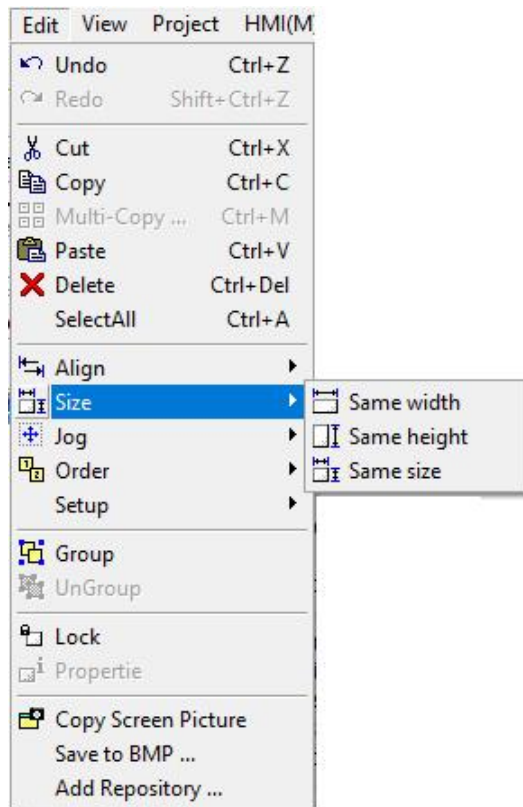 Edit View Project HMI(M
Undo Ctrl+Z
Redo Shift+Ctrl+Z
Cut Ctrl+X
Copy Ctrl+C
Multi-Copy ... Ctrl+M
Paste Ctrl+V
Delete Ctrl+Del
SelectAll Ctrl+A
Align
Size
Same width
Jog
Same height
Order
Same size
Setup
Group
UnGroup
Lock
Propertie
Copy Screen Picture
Save to BMP ...
Add Repository ...